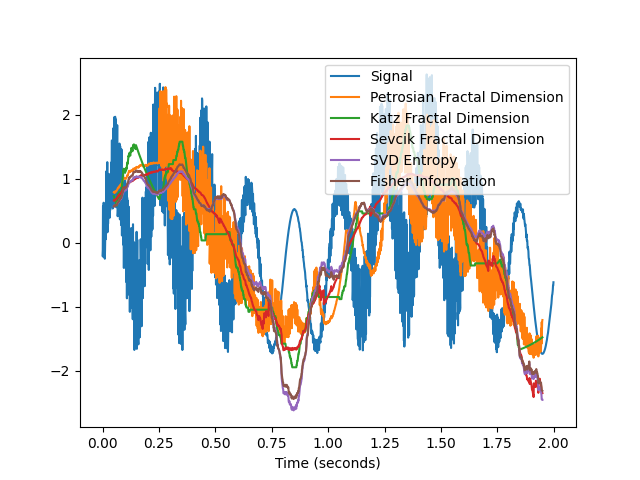 Signal
Petrosian Fractal Dimension
Katz Fractal Dimension
Sevcik Fractal Dimension
SVD Entropy
Fisher Information
2
1
0
−1
−2
0.00 0.25 0.50 0.75 1.00 1.25 1.50 1.75 2.00
Time (seconds)